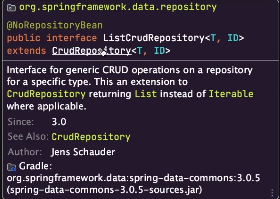 org.springframework.data.repository
@NoRepositoryBean
public interface ListCrudRepository<T, ID>
extends CrudRepository<T, ID>
Interface for generic CRUD operations on a repository
for a specific type. This an extension to
CrudRepository returning List instead of Iterable
where applicable.
Since: 3.0
See Also: CrudRepository
Author: Jens Schauder
Gradle:
org.springframework.data:spring-data-commons:3.0.5
(spring-data-commons-3.0.5-sources.jar)